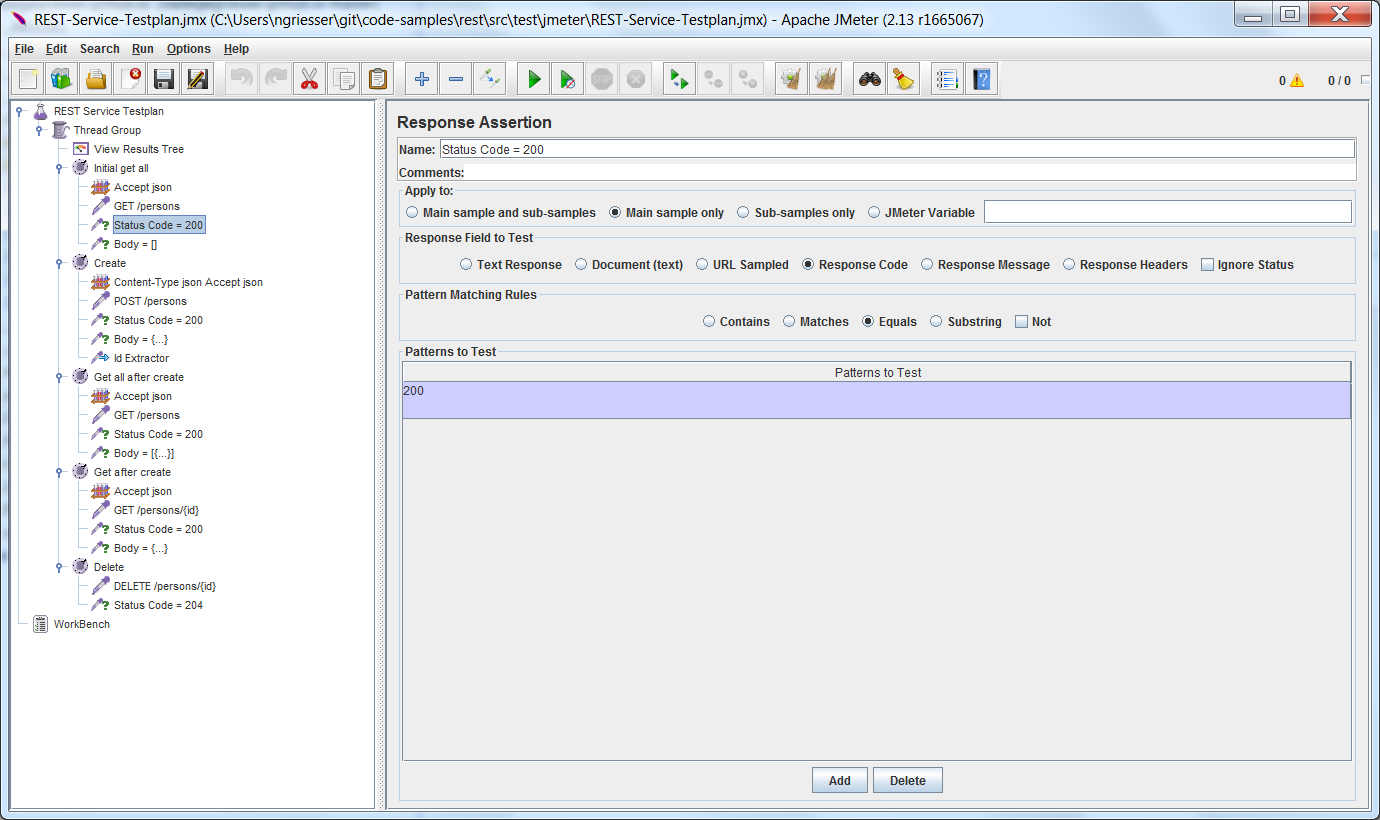 REST-Service-Testplan.jmx (C:\Users\ngriesser\git\code-samples\rest\src\test\jmeter\REST-Service-Testplan.jmx) - Apache JMeter (2.13 r1665067)
File Edit Search Run Options Help
0 0 / 0
REST Service Testplan
Thread Group
View Results Tree
Initial get all
Accept json
GET /persons
Status Code = 200
Body = []
Create
Content-Type json Accept json
POST /persons
Status Code = 200
Body = {...}
Id Extractor
Get all after create
Accept json
GET /persons
Status Code = 200
Body = [{...}]
Get after create
Accept json
GET /persons/{id}
Status Code = 200
Body = {...}
Delete
DELETE /persons/{id}
Status Code = 204
WorkBench
Response Assertion
Name: Status Code = 200
Comments:
Apply to:
Main sample and sub-samples Main sample only Sub-samples only JMeter Variable
Response Field to Test
Text Response Document (text) URL Sampled Response Code Response Message Response Headers Ignore Status
Pattern Matching Rules
Contains Matches Equals Substring Not
Patterns to Test
Patterns to Test
200
Add Delete